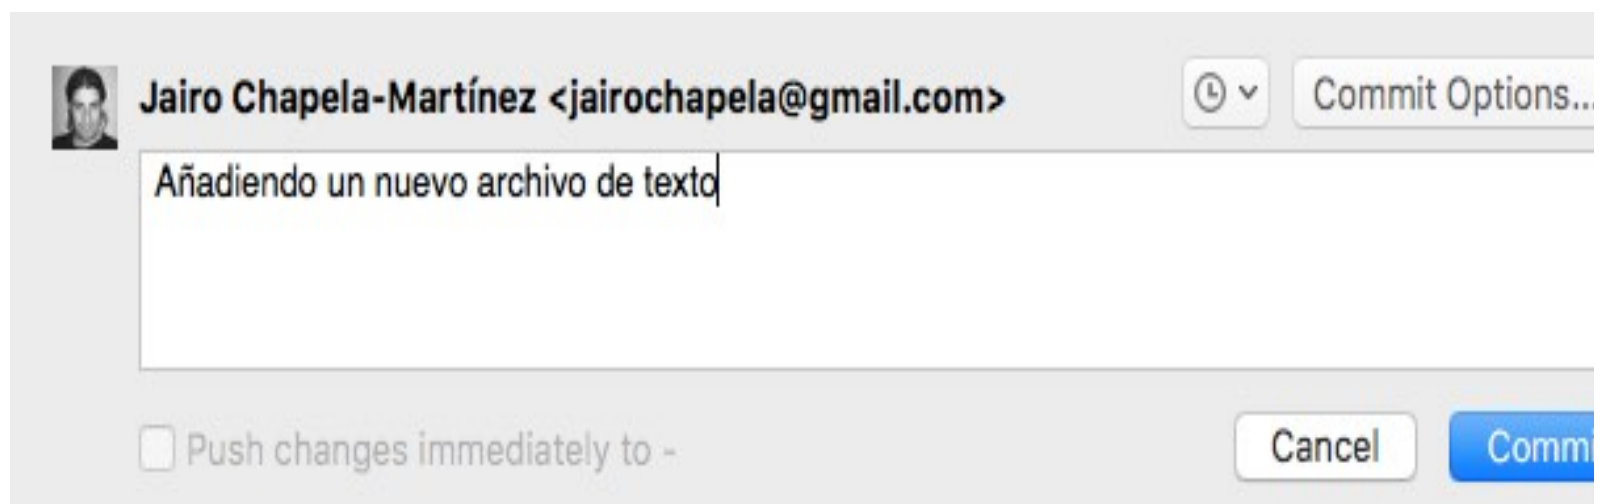 Jairo Chapela-Martínez <jairochapela@gmail.com>
Commit Options...
Añadiendo un nuevo archivo de texto
Push changes immediately to -
Cancel
Commi